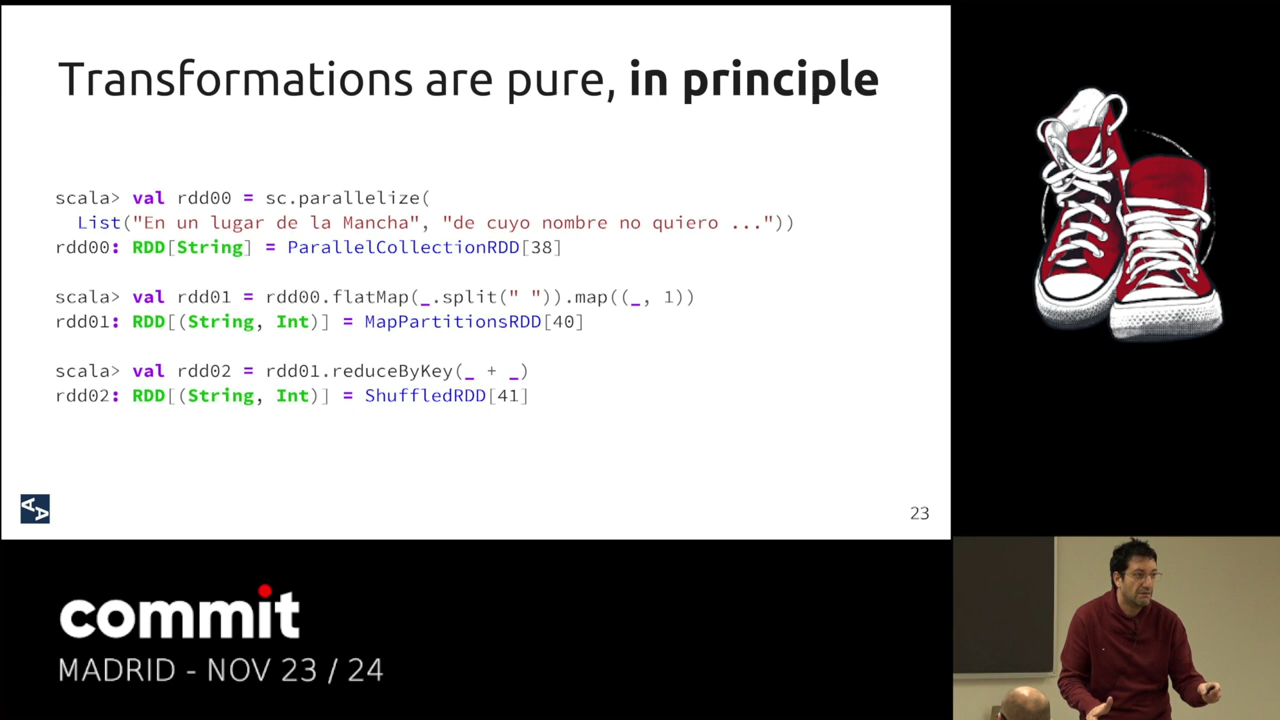 Transformations are pure, in principle
scala> val rdd00 = sc.parallelize(
List("En un lugar de la Mancha", "de cuyo nombre no quiero ..."))
rdd00: RDD[String] = ParallelCollectionRDD[38]
scala> val rdd01 = rdd00.flatMap(_.split(" ")).map((_, 1))
rdd01: RDD[(String, Int)] = MapPartitionsRDD[40]
scala> val rdd02 = rdd01.reduceByKey(_ + _)
rdd02: RDD[(String, Int)] = ShuffledRDD[41]
AA
23
commit
MADRID - NOV 23 / 24